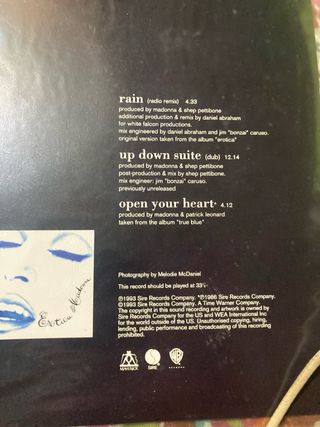 rain (radio remix) 4.33
produced by madonna & shep pettibone
additional production & remix by daniel abraham
for white falcon productions.
mix engineered by daniel abraham and jim "bonzai" caruso.
original version taken from the album "erotica"
up down suite (dub) 12.14
produced by madonna & shep pettibone.
post-production & mix by shep pettibone.
mix engineer: jim "bonzai" caruso.
previously unreleased
open your heart* 4.12
produced by madonna & patrick leonard
taken from the album "true blue"
Photography by Melodie McDaniel
This record should be played at 33⅓
℗1993 Sire Records Company. *℗1986 Sire Records Company.
©1993 Sire Records Company. A Time Warner Company.
The copyright in this sound recording and artwork is owned by
Sire Records Company for the US and WEA International Inc
for the world outside of the US. Unauthorised copying, hiring,
lending, public performance and broadcasting of this recording
prohibited.
Erotica Madonna
MAVERICK SIRE WB RECORDS